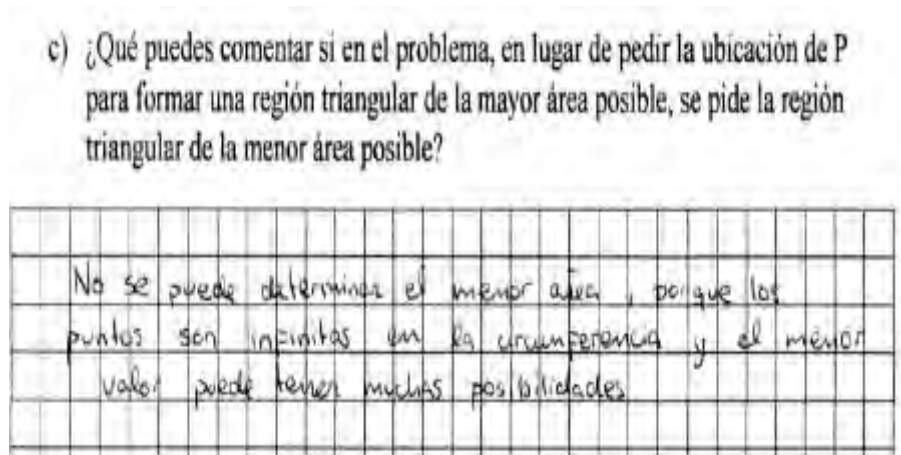 c) ¿Qué puedes comentar si en el problema, en lugar de pedir la ubicación de P
para formar una región triangular de la mayor área posible, se pide la región
triangular de la menor área posible?
No se puede determinar el menor area, porque los
puntos son infinitos en la circunferencia y el menor
valor puede tener muchas posibilidades